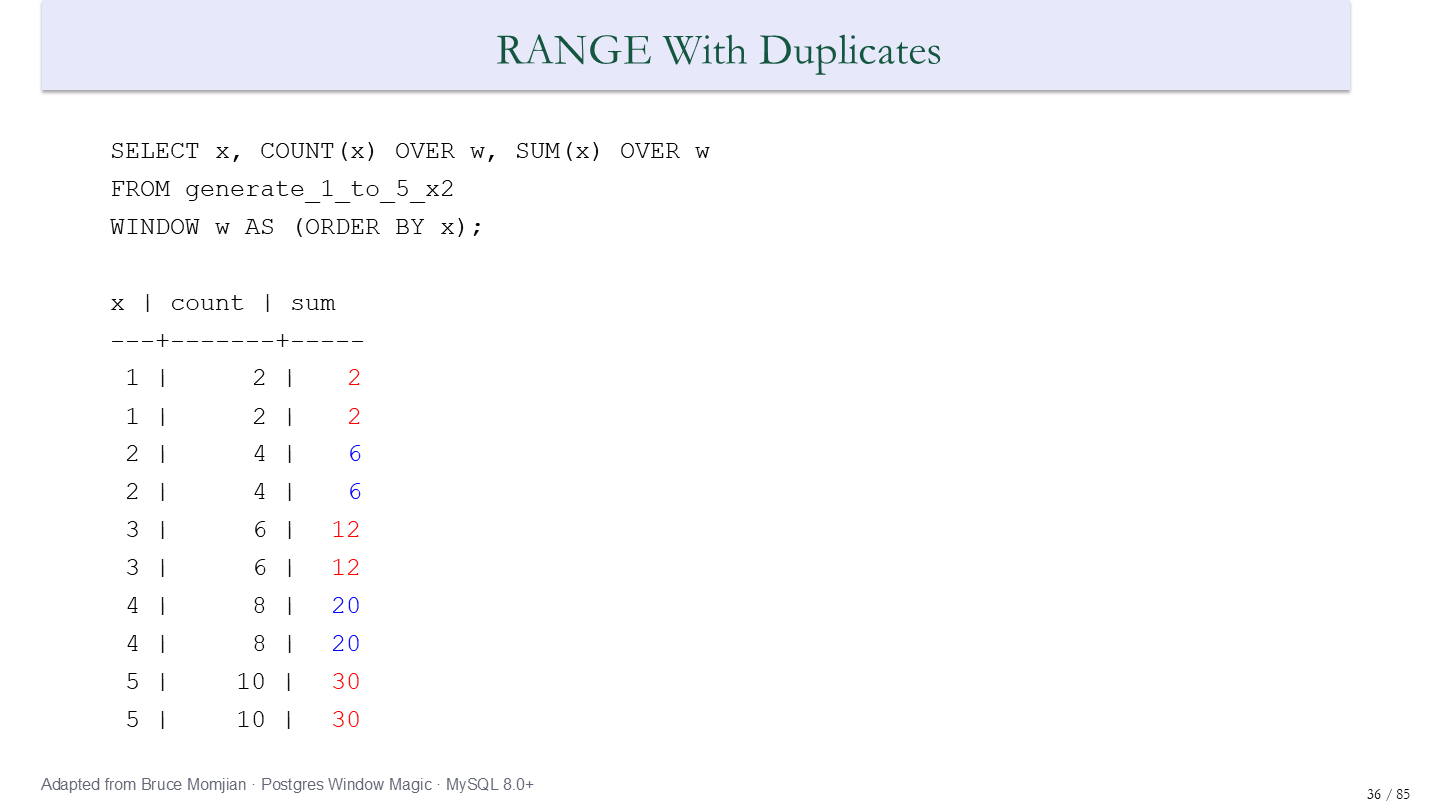 RANGE With Duplicates
SELECT x, COUNT(x) OVER w, SUM(x) OVER w
FROM generate_1_to_5_x2
WINDOW w AS (ORDER BY x);
x | count | sum
---+-------+-----
1 | 2 | 2
1 | 2 | 2
2 | 4 | 6
2 | 4 | 6
3 | 6 | 12
3 | 6 | 12
4 | 8 | 20
4 | 8 | 20
5 | 10 | 30
5 | 10 | 30
Adapted from Bruce Momjian · Postgres Window Magic · MySQL 8.0+
36 / 85